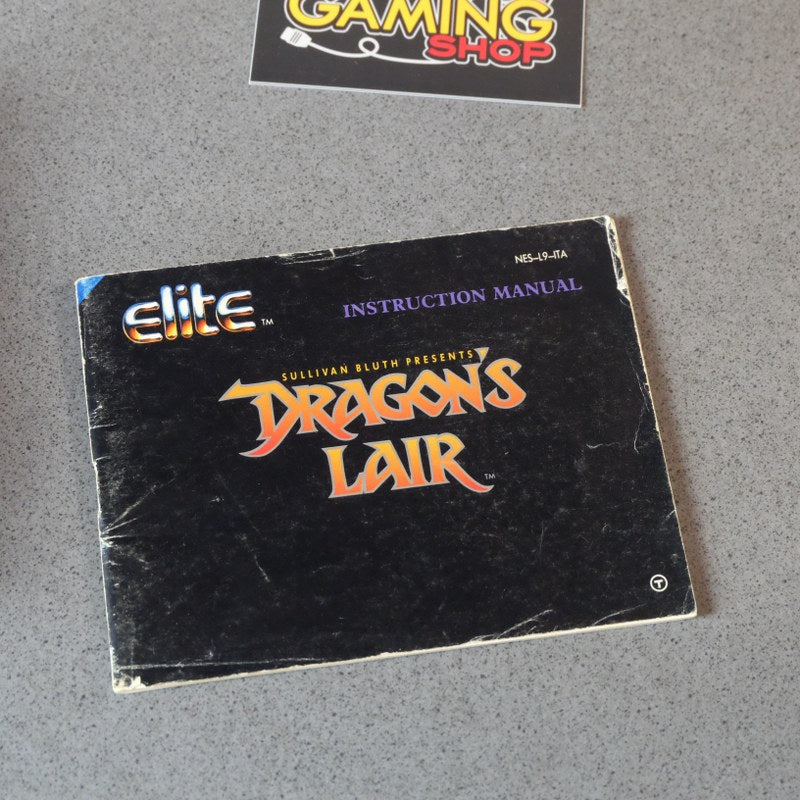 GAMING
SHOP
NES-L9-ITA
elite™
INSTRUCTION MANUAL
SULLIVAN BLUTH PRESENTS
DRAGON'S
LAIR™
T